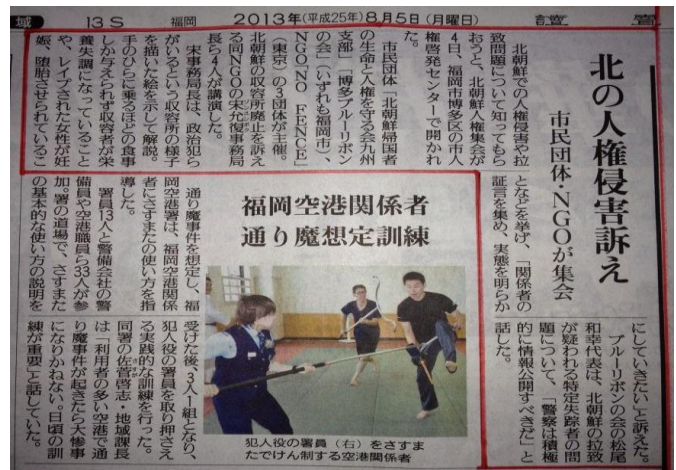 域 13S 福岡 2013年(平成25年)8月5日(月曜日) 讀賣
北の人権侵害訴え
市民団体・NGOが集会
北朝鮮での人権侵害や拉
致問題について知ってもら
おうと、北朝鮮人権集会が
4日、福岡市博多区の市人
権啓発センターで開かれ
た。
市民団体「北朝鮮帰国者
の生命と人権を守る会九州
支部」「博多ブルーリボン
の会」(いずれも福岡市)、
NGO「NO FENCE」
(東京)の3団体が主催。
北朝鮮の収容所廃止を訴え
る同NGOの宋允復事務局
長ら4人が講演した。
宋事務局長は、政治犯ら
がいるという収容所の様子
を描いた絵を示して解説。
手のひらに乗るほどの食事
しか与えられず収容者が栄
養失調になっていること
や、レイプされた女性が妊
娠、堕胎させられているこ
となどを挙げ、「関係者の
証言を集め、実態を明らか
にしていきたい」と訴えた。
ブルーリボンの会の松尾
和幸代表は、北朝鮮の拉致
が疑われる特定失踪者の問
題について、「警察は積極
的に情報公開すべきだ」と
話した。
福岡空港関係者
通り魔想定訓練
通り魔事件を想定し、福
岡空港署は、福岡空港関係
者にさすまたの使い方を指
導した。
署員13人と警備会社の警
備員や空港職員ら33人が参
加。署の道場で、さすまた
の基本的な使い方の説明を
受けた後、3人1組となり、
犯人役の署員を取り押さえ
る実践的な訓練を行った。
同署の佐菅啓志・地域課長
は「利用者の多い空港で通
り魔事件が起きたら大惨事
になりかねない。日頃の訓
練が重要」と話していた。
犯人役の署員(右)をさすま
たでけん制する空港関係者